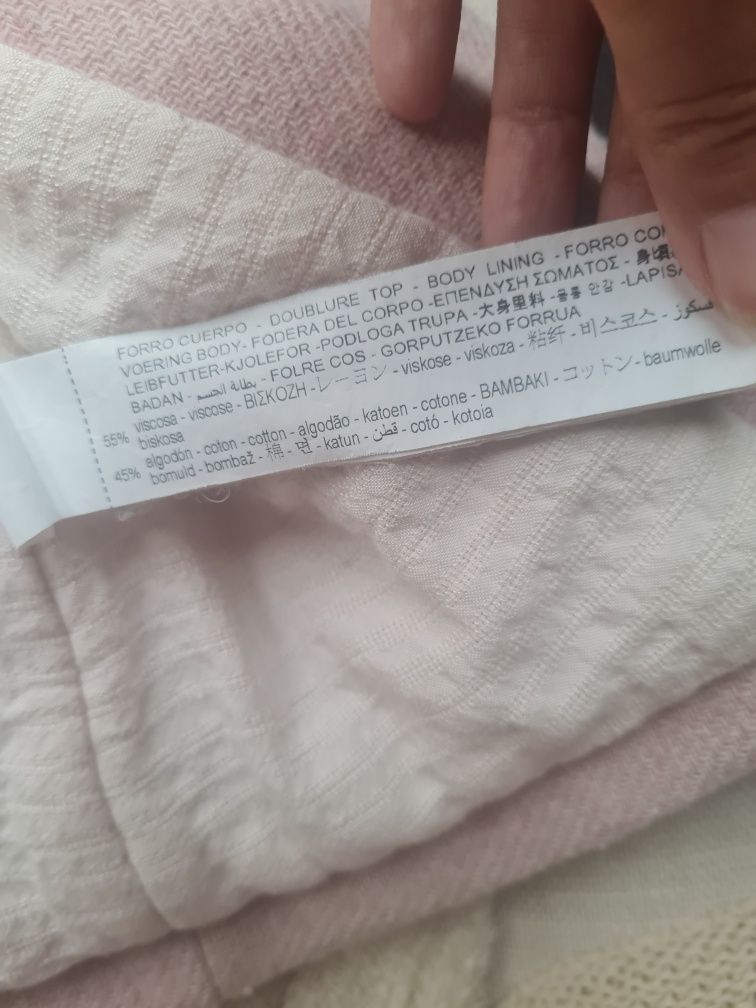 FORRO CUERPO - DOUBLURE TOP - BODY LINING - FORRO
VOERING BODY- FODERA DEL CORPO -ΕΠΕΝΔΥΣΗ ΣΩΜΑΤΟΣ - 身頃
LEIBFUTTER-KJOLEFOR -PODLOGA TRUPA -大身里料 -몸통 안감
BADAN - بطانة الجسم - FOLRE COS - GORPUTZEKO FORRUA
55% viscosa - viscose - ΒΙΣΚΟΖΗ - レーヨン - viskose - viskoza - 粘纤 - 비스코스 - فسكوز
biskosa
45% algodón - coton - cotton - algodão - katoen - cotone - BAMBAKI - コットン - baumwolle
bomuld - bombaž - 棉 - 면 - katun - قطن - cotó - kotoia